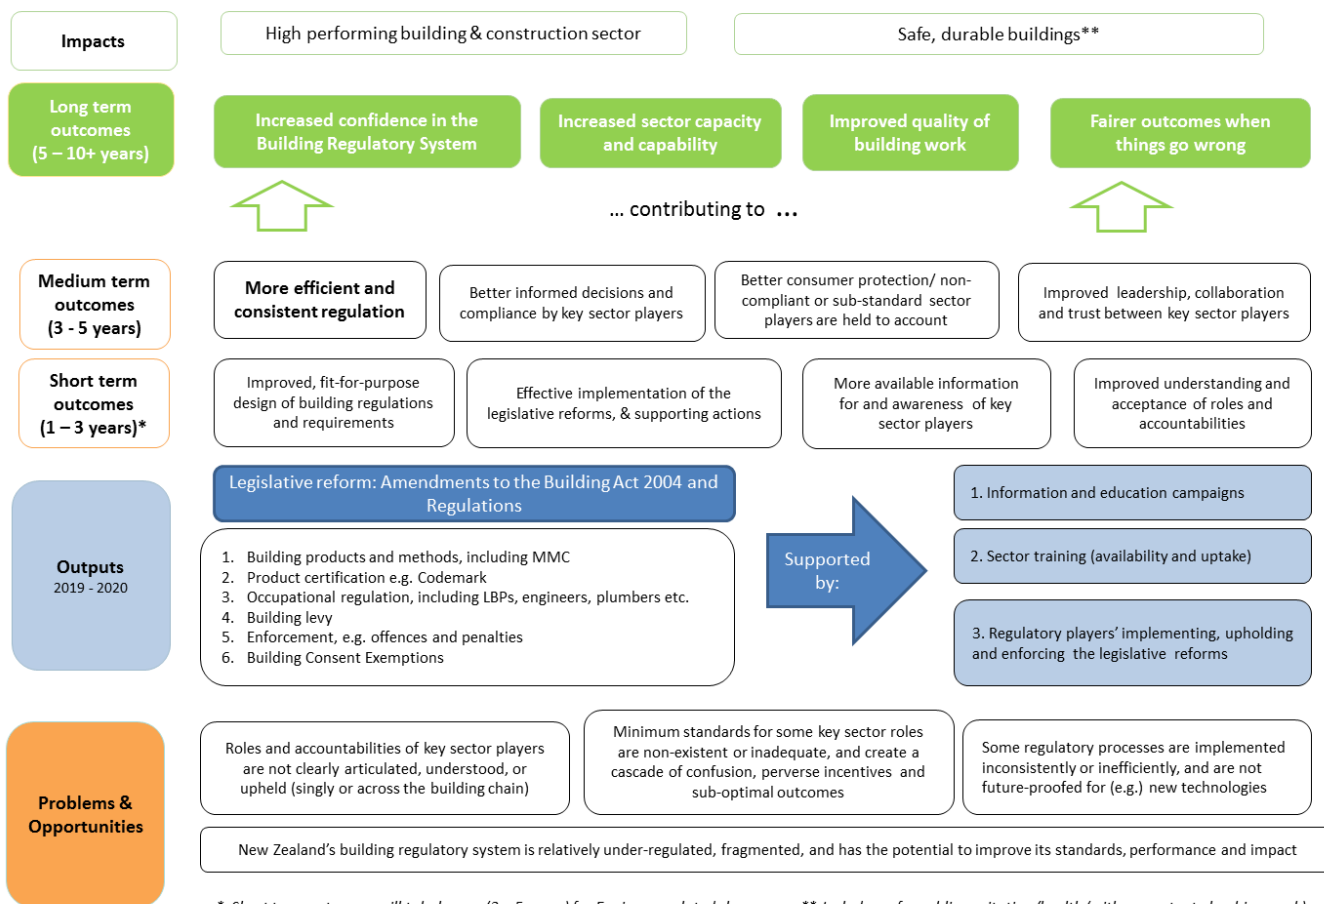 Impacts
High performing building & construction sector
Safe, durable buildings**
Long term
outcomes
(5 – 10+ years)
Increased confidence in the
Building Regulatory System
Increased sector capacity
and capability
Improved quality of
building work
Fairer outcomes when
things go wrong
... contributing to ...
Medium term
outcomes
(3 - 5 years)
More efficient and
consistent regulation
Better informed decisions and
compliance by key sector players
Better consumer protection/ non-
compliant or sub-standard sector
players are held to account
Improved leadership, collaboration
and trust between key sector players
Short term
outcomes
(1 – 3 years)*
Improved, fit-for-purpose
design of building regulations
and requirements
Effective implementation of the
legislative reforms, & supporting actions
More available information
for and awareness of key
sector players
Improved understanding and
acceptance of roles and
accountabilities
Outputs
2019 - 2020
Legislative reform: Amendments to the Building Act 2004 and
Regulations
1. Building products and methods, including MMC
2. Product certification e.g. Codemark
3. Occupational regulation, including LBPs, engineers, plumbers etc.
4. Building levy
5. Enforcement, e.g. offences and penalties
6. Building Consent Exemptions
Supported
by:
1. Information and education campaigns
2. Sector training (availability and uptake)
3. Regulatory players’ implementing, upholding
and enforcing the legislative reforms
Problems &
Opportunities
Roles and accountabilities of key sector players
are not clearly articulated, understood, or
upheld (singly or across the building chain)
Minimum standards for some key sector roles
are non-existent or inadequate, and create a
cascade of confusion, perverse incentives and
sub-optimal outcomes
Some regulatory processes are implemented
inconsistently or inefficiently, and are not
future-proofed for (e.g.) new technologies
New Zealand’s building regulatory system is relatively under-regulated, fragmented, and has the potential to improve its standards, performance and impact